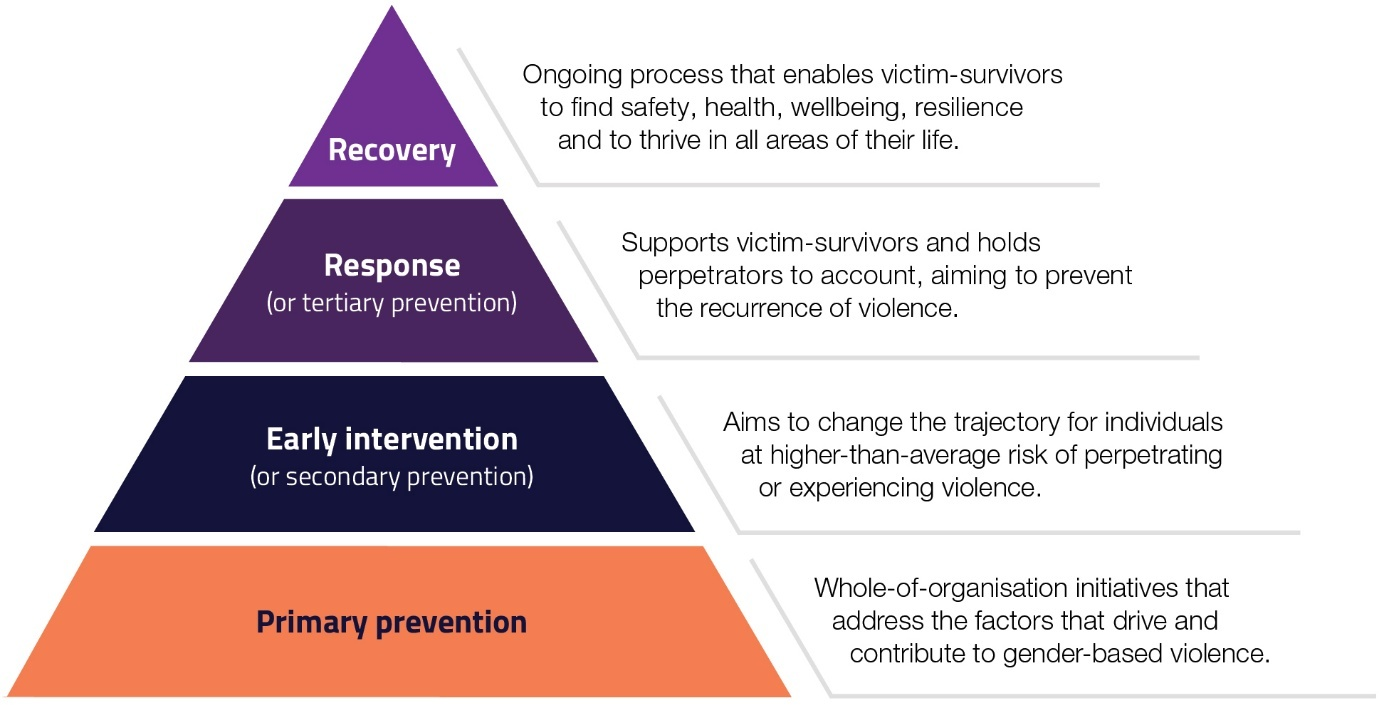 Recovery
Ongoing process that enables victim-survivors
to find safety, health, wellbeing, resilience
and to thrive in all areas of their life.
Response
(or tertiary prevention)
Supports victim-survivors and holds
perpetrators to account, aiming to prevent
the recurrence of violence.
Early intervention
(or secondary prevention)
Aims to change the trajectory for individuals
at higher-than-average risk of perpetrating
or experiencing violence.
Primary prevention
Whole-of-organisation initiatives that
address the factors that drive and
contribute to gender-based violence.